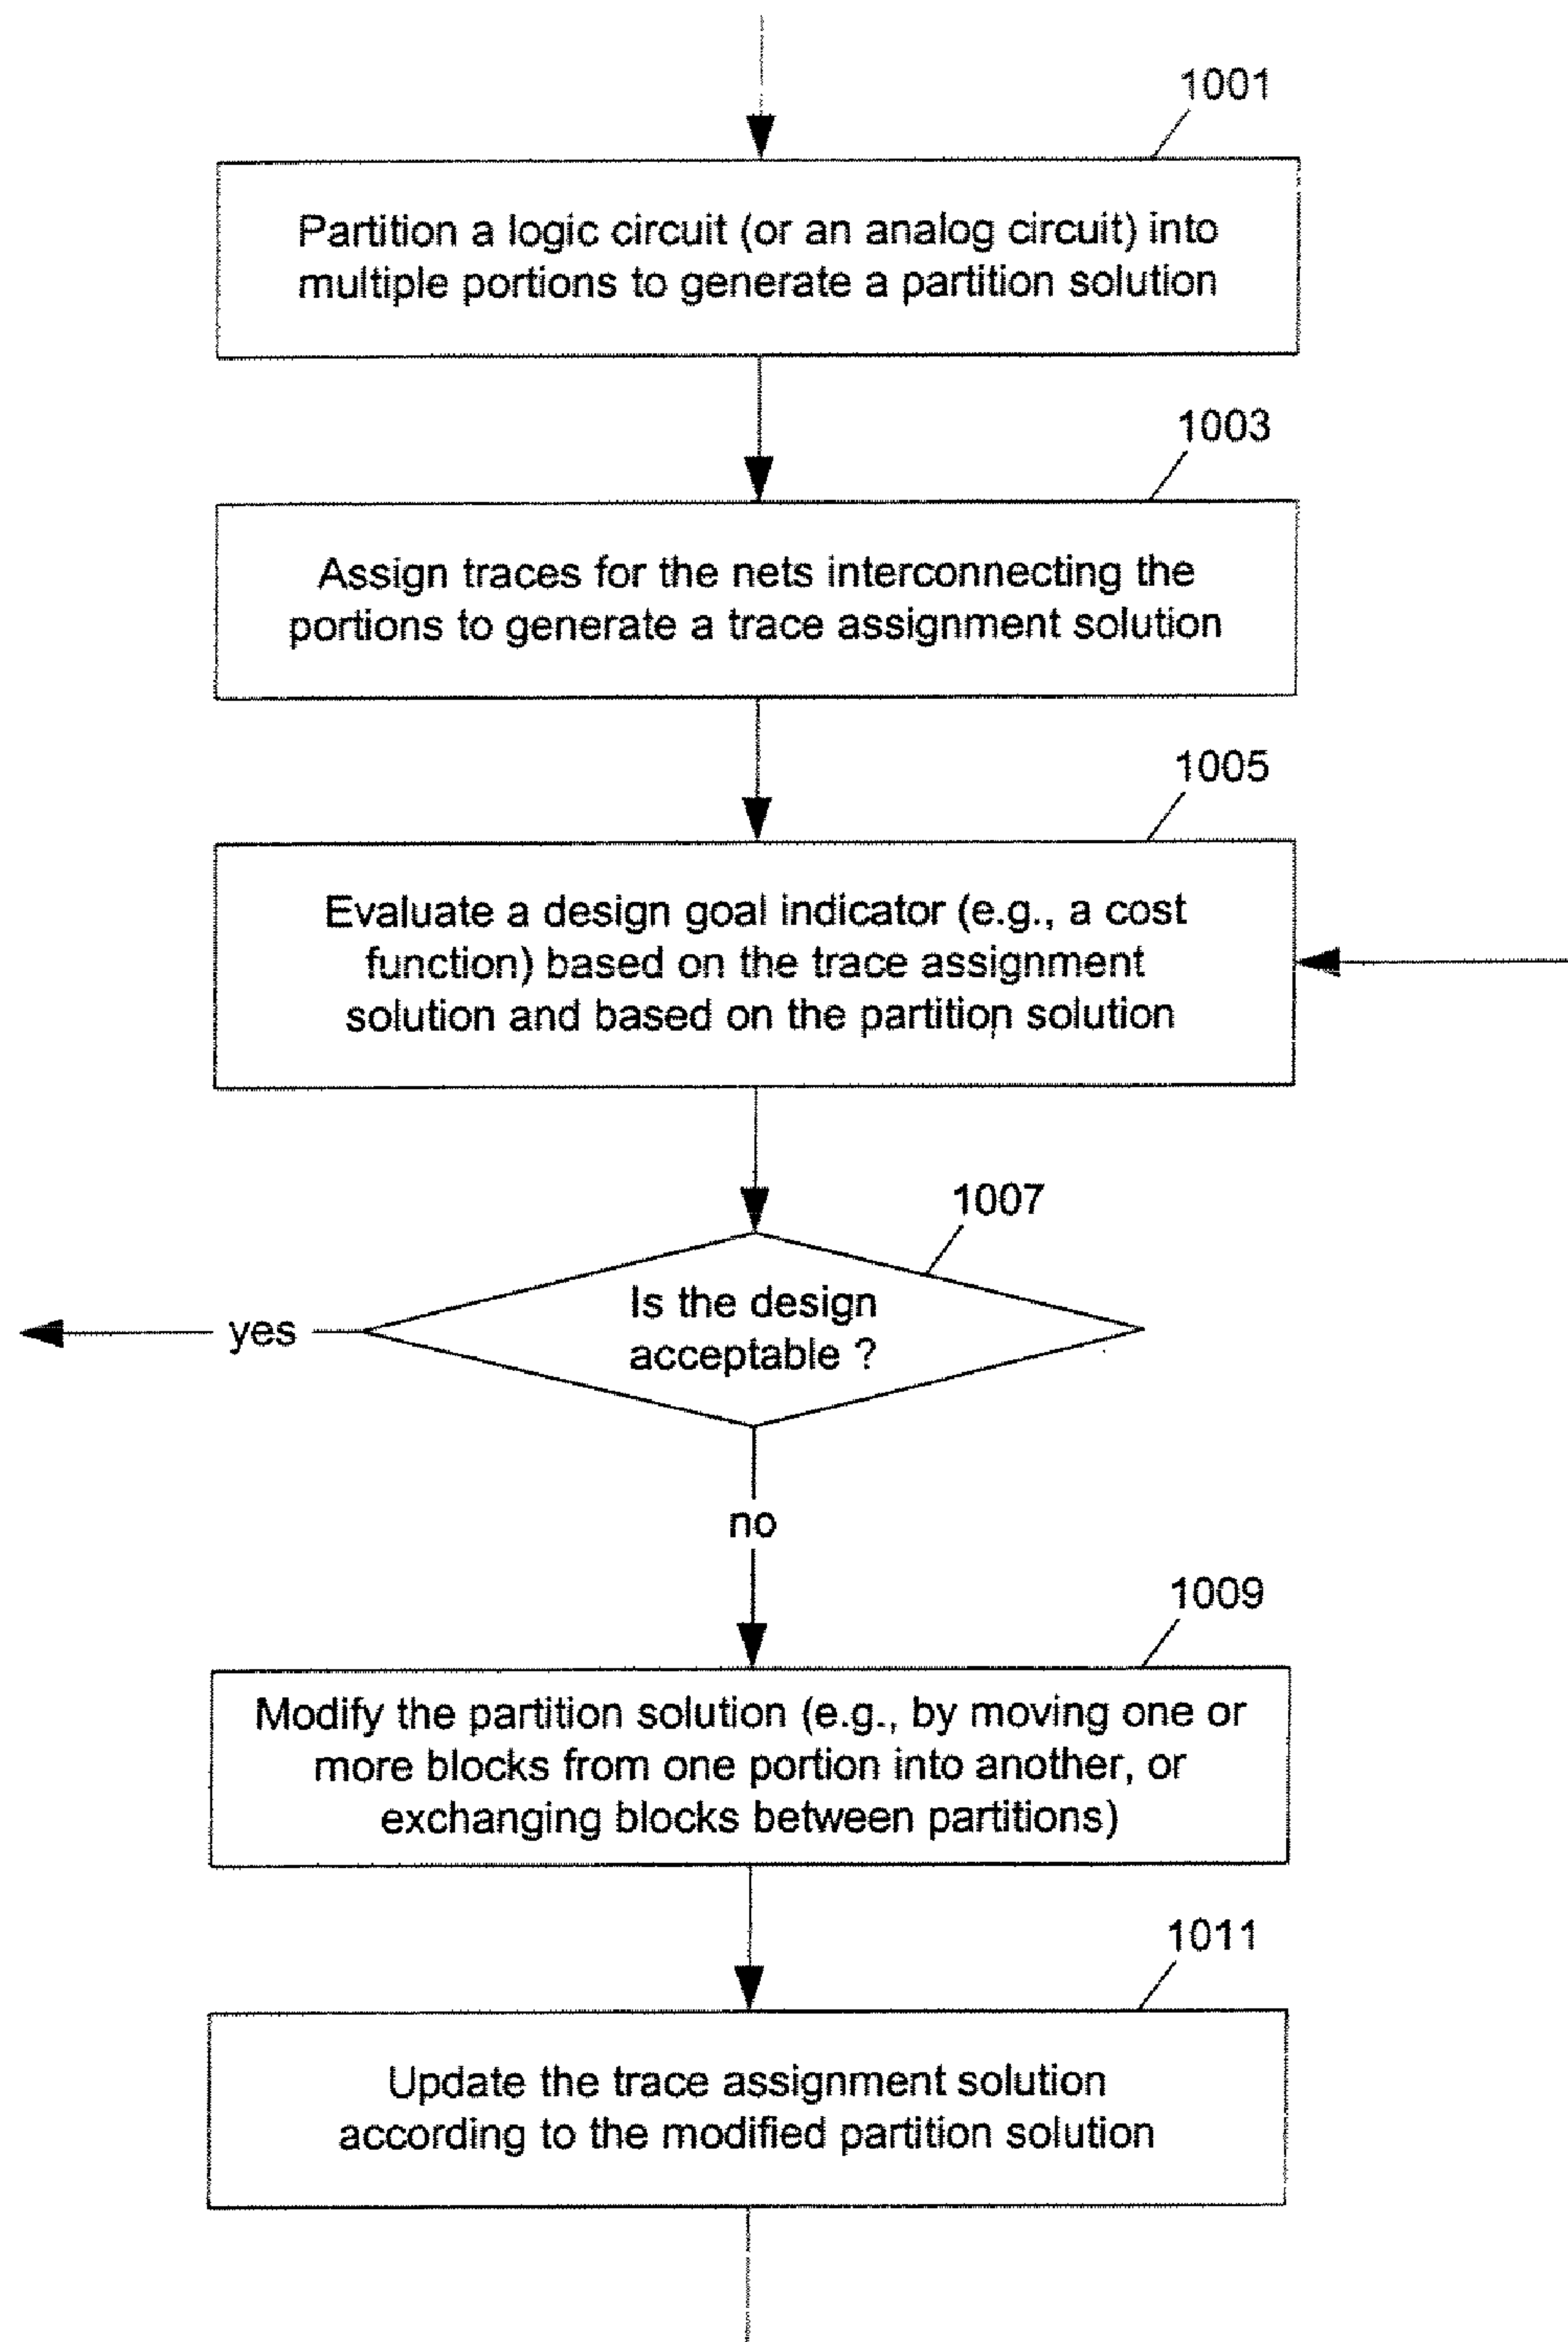 1001
Partition a logic circuit (or an analog circuit) into
multiple portions to generate a partition solution
1003
Assign traces for the nets interconnecting the
portions to generate a trace assignment solution
1005
Evaluate a design goal indicator (e.g., a cost
function) based on the trace assignment
solution and based on the partition solution
1007
Is the design
acceptable ?
yes
no
1009
Modify the partition solution (e.g., by moving one or
more blocks from one portion into another, or
exchanging blocks between partitions)
1011
Update the trace assignment solution
according to the modified partition solution